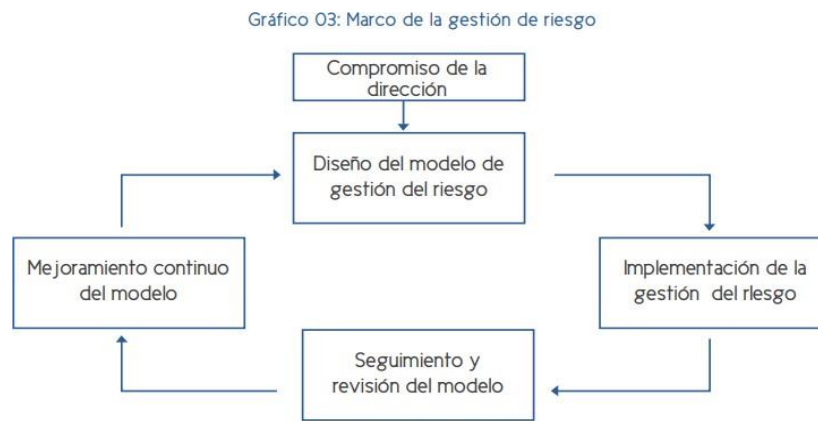 Gráfico 03: Marco de la gestión de riesgo
Compromiso de la
dirección
Diseño del modelo de
gestión del riesgo
Mejoramiento continuo
del modelo
Implementación de la
gestión del rIesgo
Seguimiento y
revisión del modelo